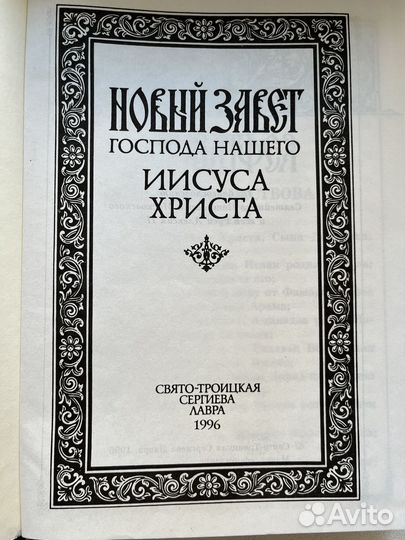 НОВЫЙ ЗАВЕТ
ГОСПОДА НАШЕГО
ИИСУСА
ХРИСТА
СВЯТО-ТРОИЦКАЯ
СЕРГИЕВА
ЛАВРА
1996
Avito